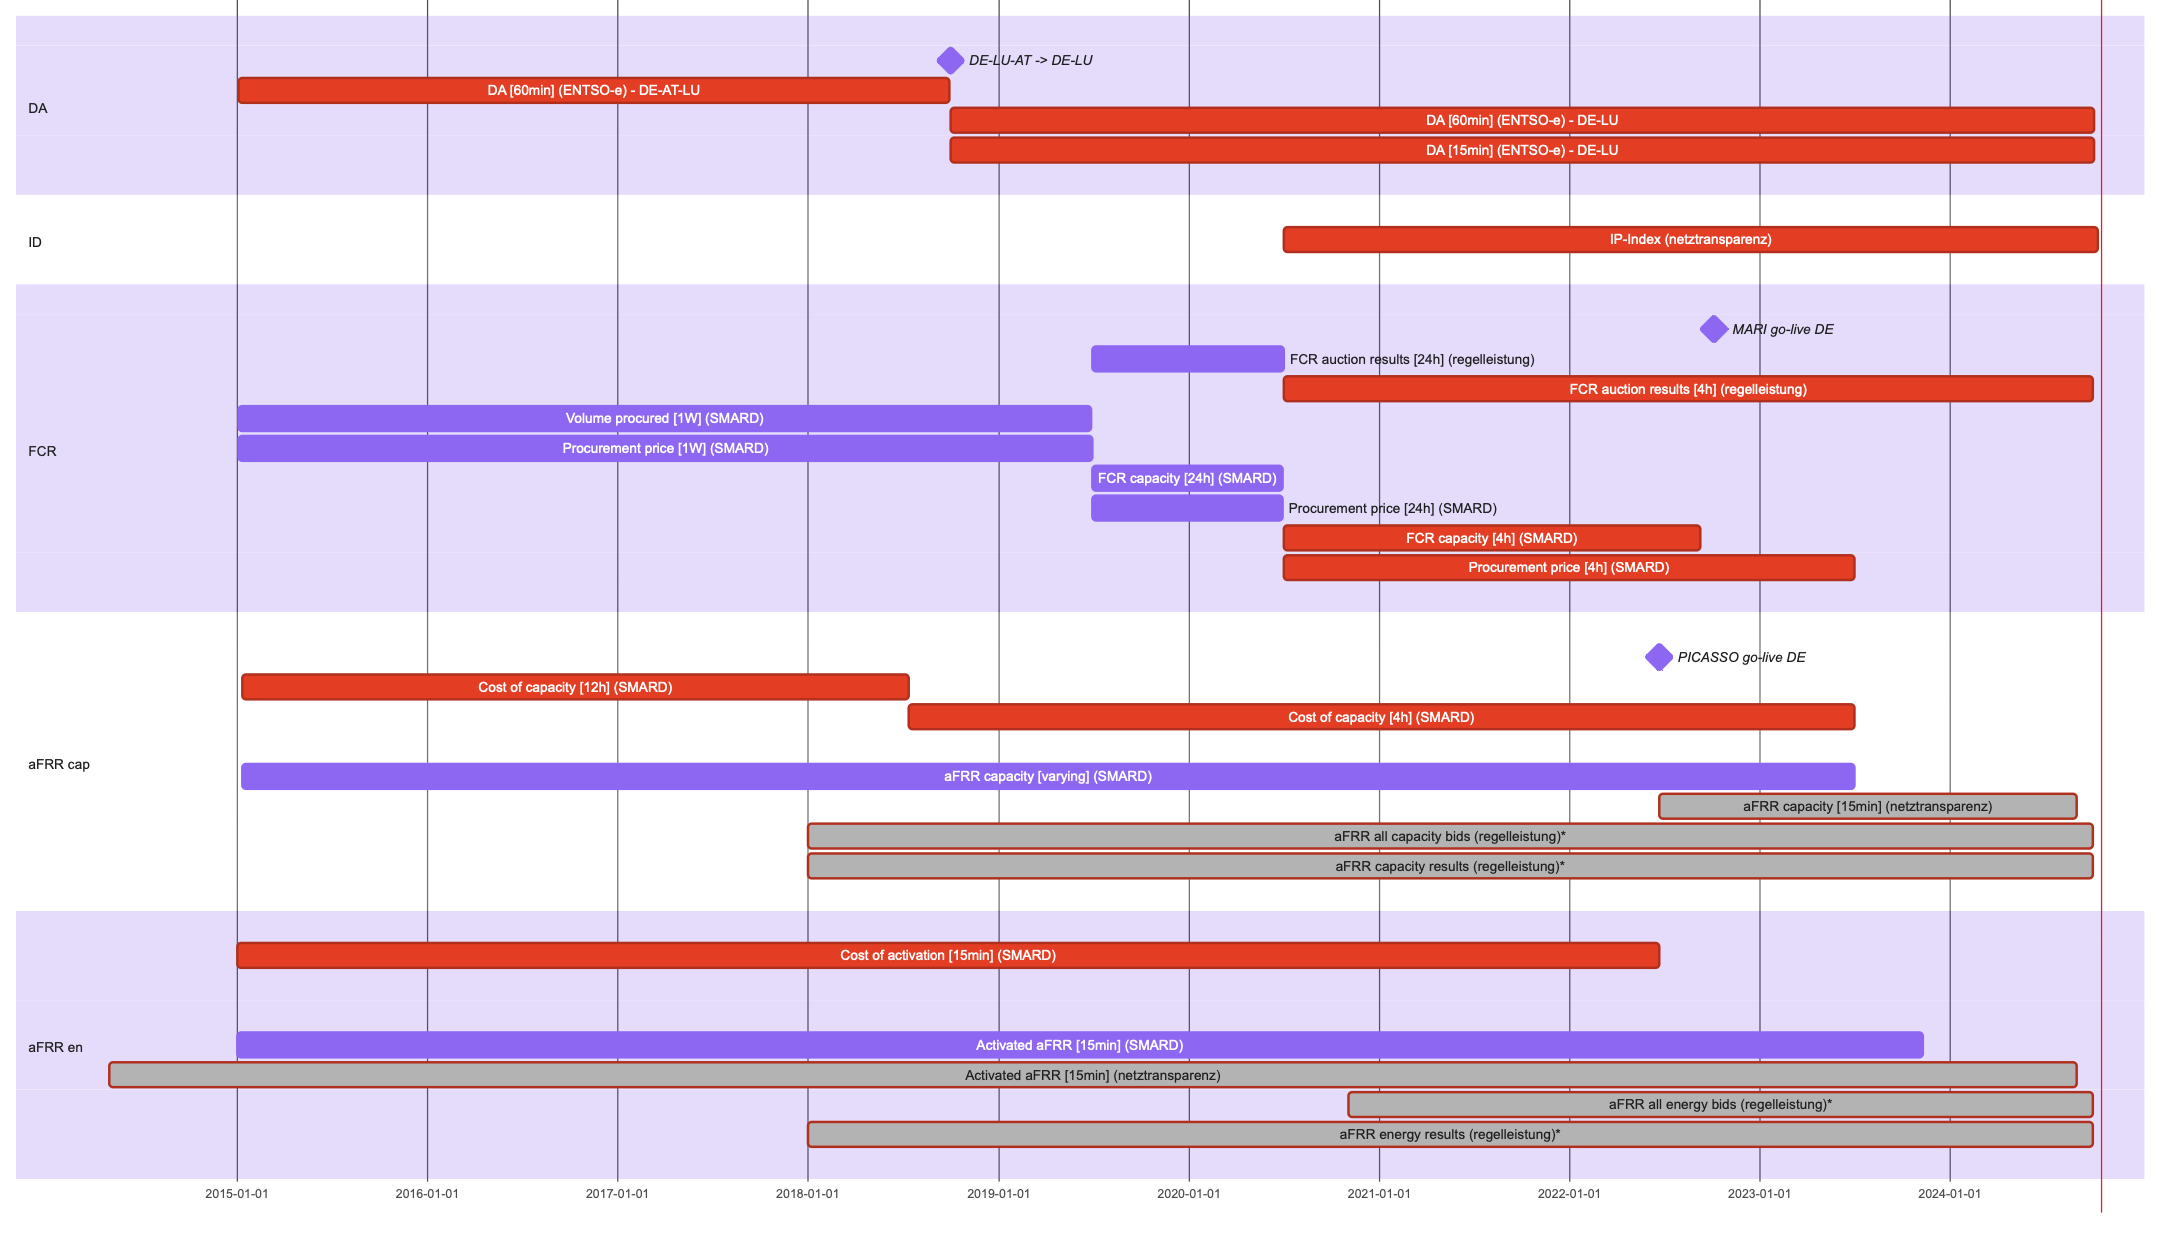 DA
DE-LU-AT -> DE-LU
DA [60min] (ENTSO-e) - DE-AT-LU
DA [60min] (ENTSO-e) - DE-LU
DA [15min] (ENTSO-e) - DE-LU
ID
IP-Index (netztransparenz)
FCR
MARI go-live DE
FCR auction results [24h] (regelleistung)
FCR auction results [4h] (regelleistung)
Volume procured [1W] (SMARD)
Procurement price [1W] (SMARD)
FCR capacity [24h] (SMARD)
Procurement price [24h] (SMARD)
FCR capacity [4h] (SMARD)
Procurement price [4h] (SMARD)
aFRR cap
PICASSO go-live DE
Cost of capacity [12h] (SMARD)
Cost of capacity [4h] (SMARD)
aFRR capacity [varying] (SMARD)
aFRR capacity [15min] (netztransparenz)
aFRR all capacity bids (regelleistung)*
aFRR capacity results (regelleistung)*
aFRR en
Cost of activation [15min] (SMARD)
Activated aFRR [15min] (SMARD)
Activated aFRR [15min] (netztransparenz)
aFRR all energy bids (regelleistung)*
aFRR energy results (regelleistung)*
2015-01-01 2016-01-01 2017-01-01 2018-01-01 2019-01-01 2020-01-01 2021-01-01 2022-01-01 2023-01-01 2024-01-01